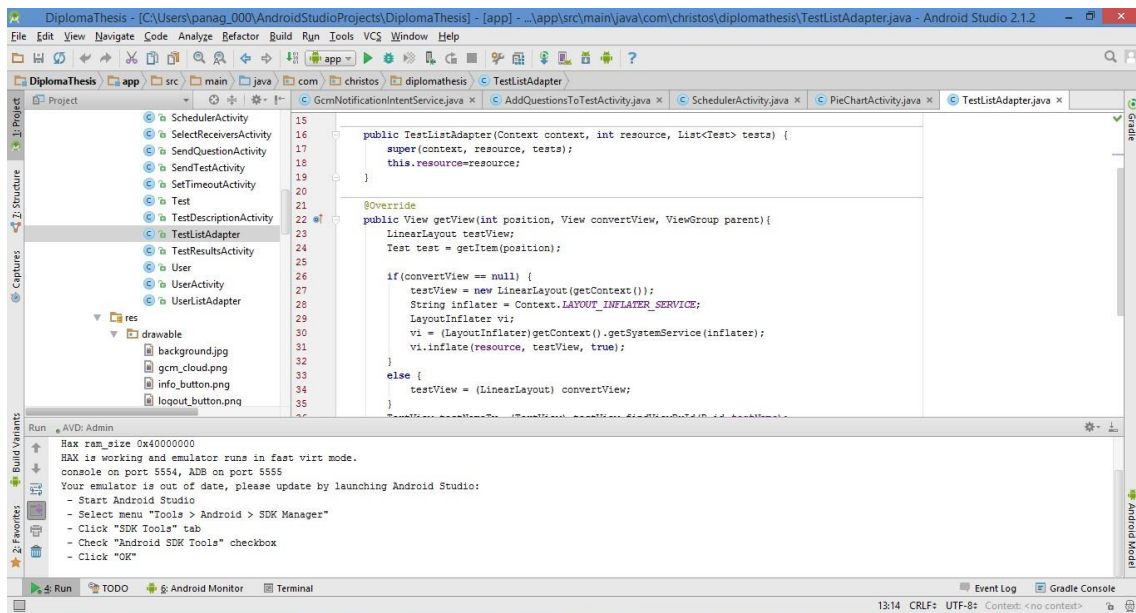 DiplomaThesis - [C:\Users\panag_000\AndroidStudioProjects\DiplomaThesis] - [app] - ...\app\src\main\java\com\christos\diplomathesis\TestListAdapter.java - Android Studio 2.1.2
File Edit View Navigate Code Analyze Refactor Build Run Tools VCS Window Help
app
DiplomaThesis app src main java com christos diplomathesis TestListAdapter
Project
GcmNotificationIntentService.java × AddQuestionsToTestActivity.java × SchedulerActivity.java × PieChartActivity.java × TestListAdapter.java ×
1: Project
7: Structure
Captures
Build Variants
2: Favorites
SchedulerActivity
SelectReceiversActivity
SendQuestionActivity
SendTestActivity
SetTimeoutActivity
Test
TestDescriptionActivity
TestListAdapter
TestResultsActivity
User
UserActivity
UserListAdapter
res
drawable
background.jpg
gcm_cloud.png
info_button.png
logout_button.png
15
16 public TestListAdapter(Context context, int resource, List<Test> tests) {
17 super(context, resource, tests);
18 this.resource=resource;
19 }
20
21 @Override
22 public View getView(int position, View convertView, ViewGroup parent){
23 LinearLayout testView;
24 Test test = getItem(position);
25
26 if(convertView == null) {
27 testView = new LinearLayout(getContext());
28 String inflater = Context.LAYOUT_INFLATER_SERVICE;
29 LayoutInflater vi;
30 vi = (LayoutInflater)getContext().getSystemService(inflater);
31 vi.inflate(resource, testView, true);
32 }
33 else {
34 testView = (LinearLayout) convertView;
35 }
Gradle
Android Model
Run AVD: Admin
Hax ram_size 0x40000000
HAX is working and emulator runs in fast virt mode.
console on port 5554, ADB on port 5555
Your emulator is out of date, please update by launching Android Studio:
- Start Android Studio
- Select menu "Tools > Android > SDK Manager"
- Click "SDK Tools" tab
- Check "Android SDK Tools" checkbox
- Click "OK"
4: Run TODO 6: Android Monitor Terminal Event Log Gradle Console
13:14 CRLF÷ UTF-8÷ Context: <no context>